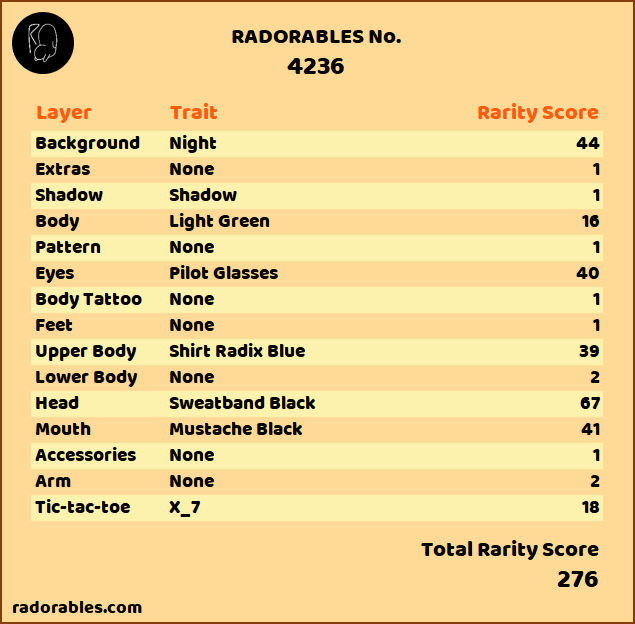 RADORABLES No.
4236
Layer Trait Rarity Score
Background Night 44
Extras None 1
Shadow Shadow 1
Body Light Green 16
Pattern None 1
Eyes Pilot Glasses 40
Body Tattoo None 1
Feet None 1
Upper Body Shirt Radix Blue 39
Lower Body None 2
Head Sweatband Black 67
Mouth Mustache Black 41
Accessories None 1
Arm None 2
Tic-tac-toe X_7 18
Total Rarity Score
276
radorables.com